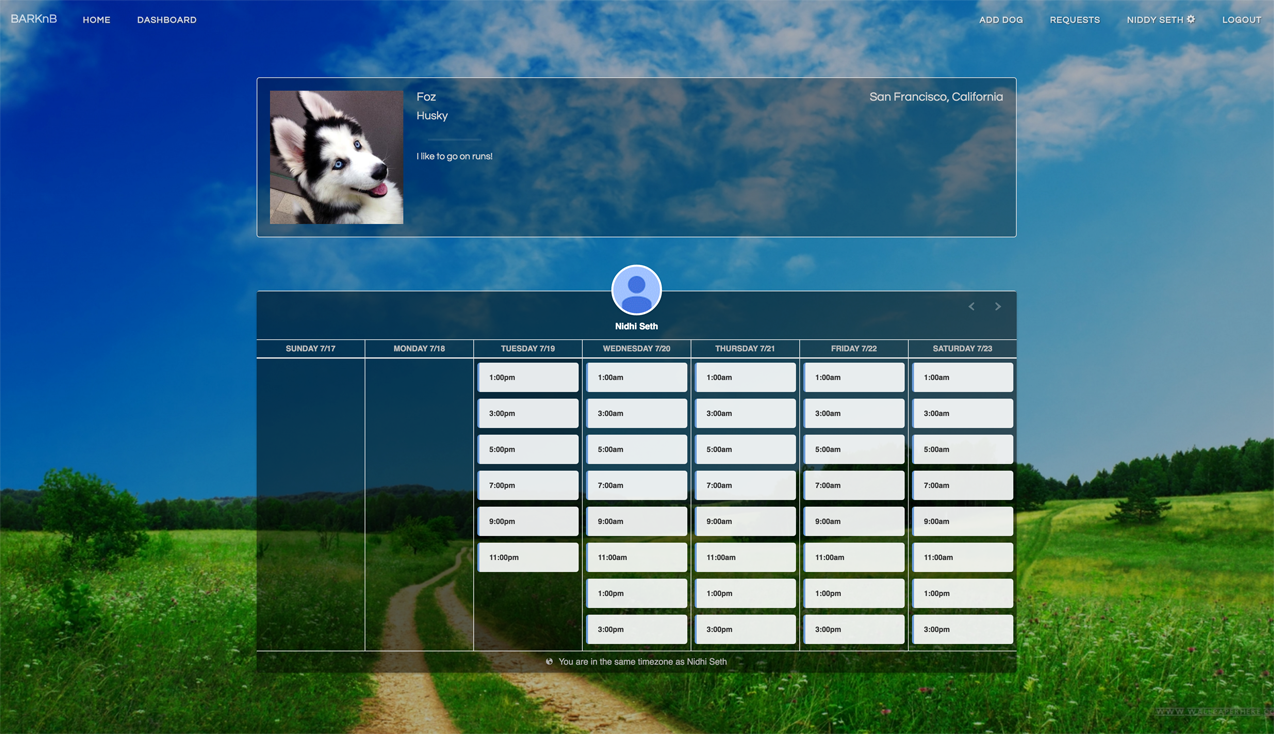 BARKnB HOME DASHBOARD ADD DOG REQUESTS NIDDY SETH LOGOUT
Foz
San Francisco, California
Husky
I like to go on runs!
Nidhi Seth
SUNDAY 7/17 MONDAY 7/18 TUESDAY 7/19 WEDNESDAY 7/20 THURSDAY 7/21 FRIDAY 7/22 SATURDAY 7/23
1:00pm 1:00am 1:00am 1:00am 1:00am
3:00pm 3:00am 3:00am 3:00am 3:00am
5:00pm 5:00am 5:00am 5:00am 5:00am
7:00pm 7:00am 7:00am 7:00am 7:00am
9:00pm 9:00am 9:00am 9:00am 9:00am
11:00pm 11:00am 11:00am 11:00am 11:00am
1:00pm 1:00pm 1:00pm 1:00pm
3:00pm 3:00pm 3:00pm 3:00pm
You are in the same timezone as Nidhi Seth